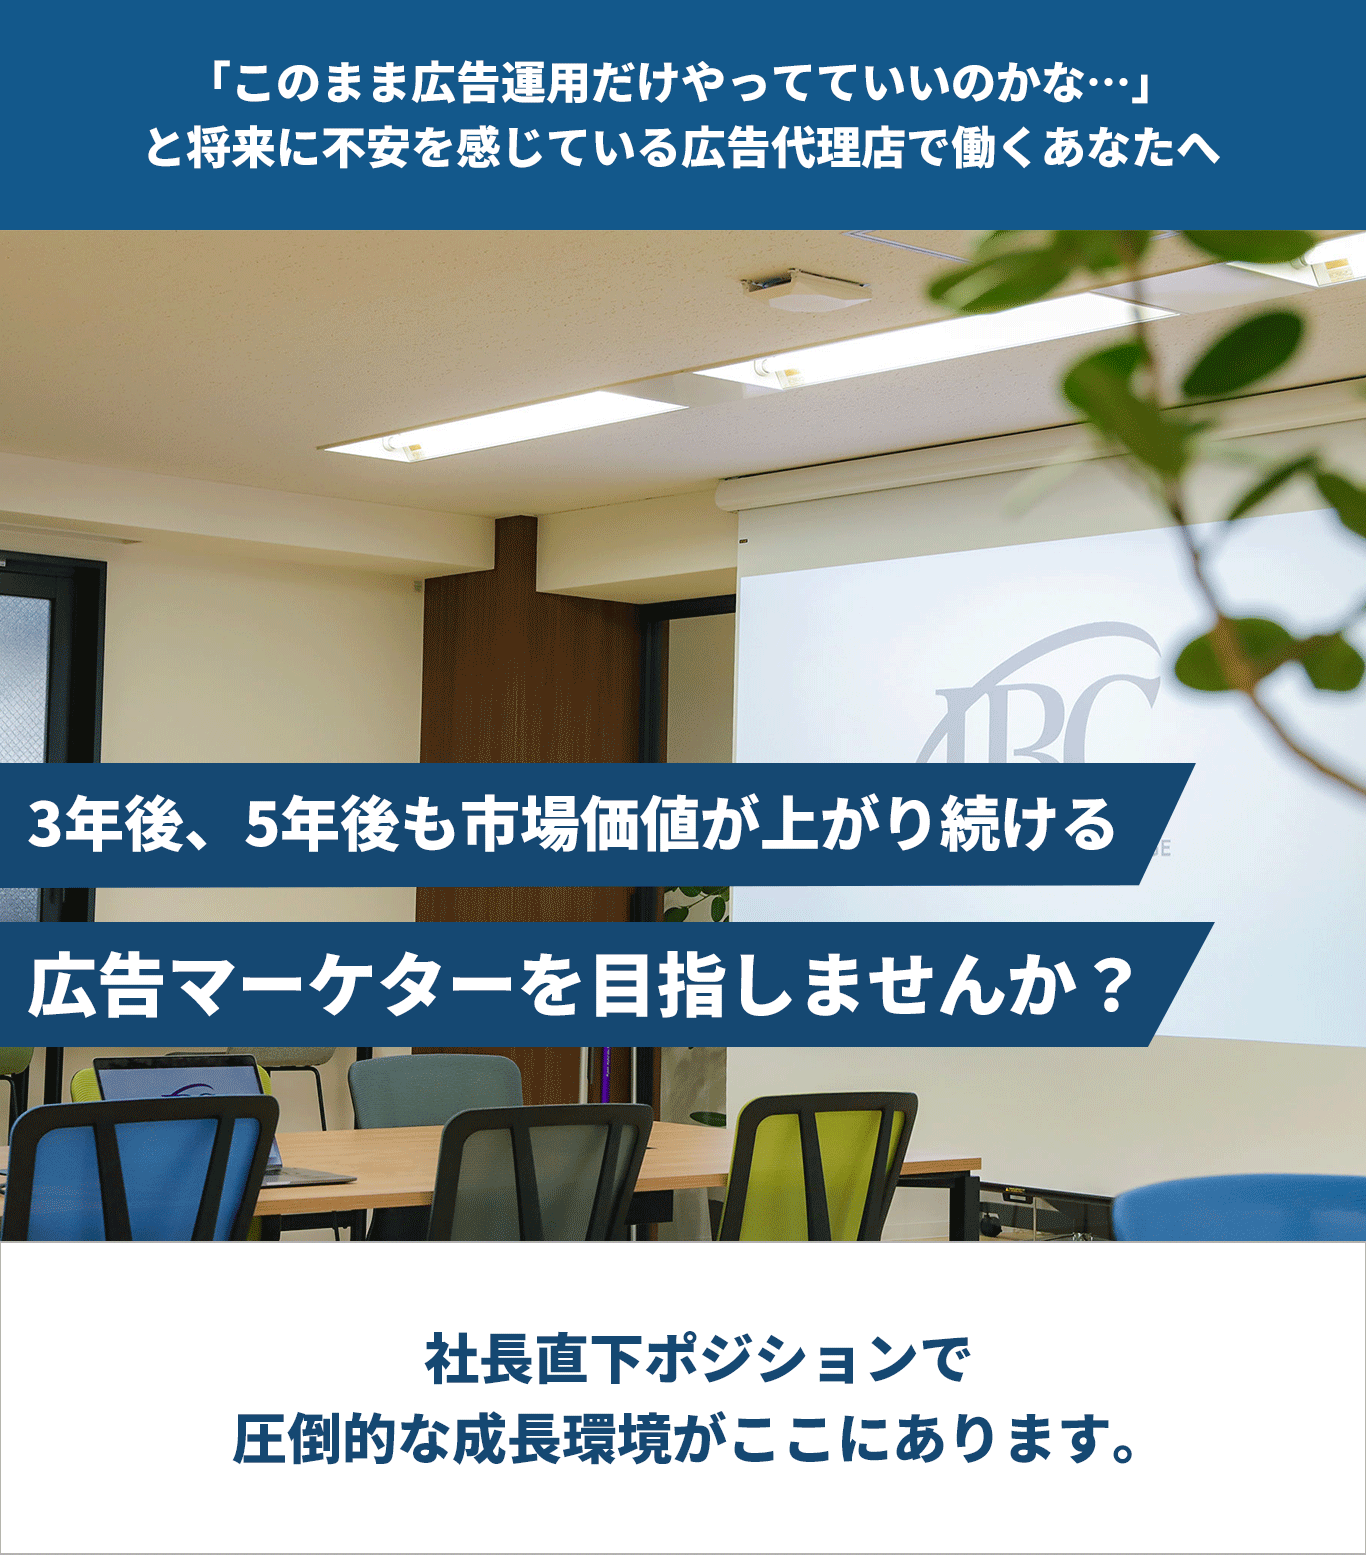 「このまま広告運用だけやってていいのかな…」
と将来に不安を感じている広告代理店で働くあなたへ
ABC
3年後、5年後も市場価値が上がり続ける
広告マーケターを目指しませんか？
社長直下ポジションで
圧倒的な成長環境がここにあります。